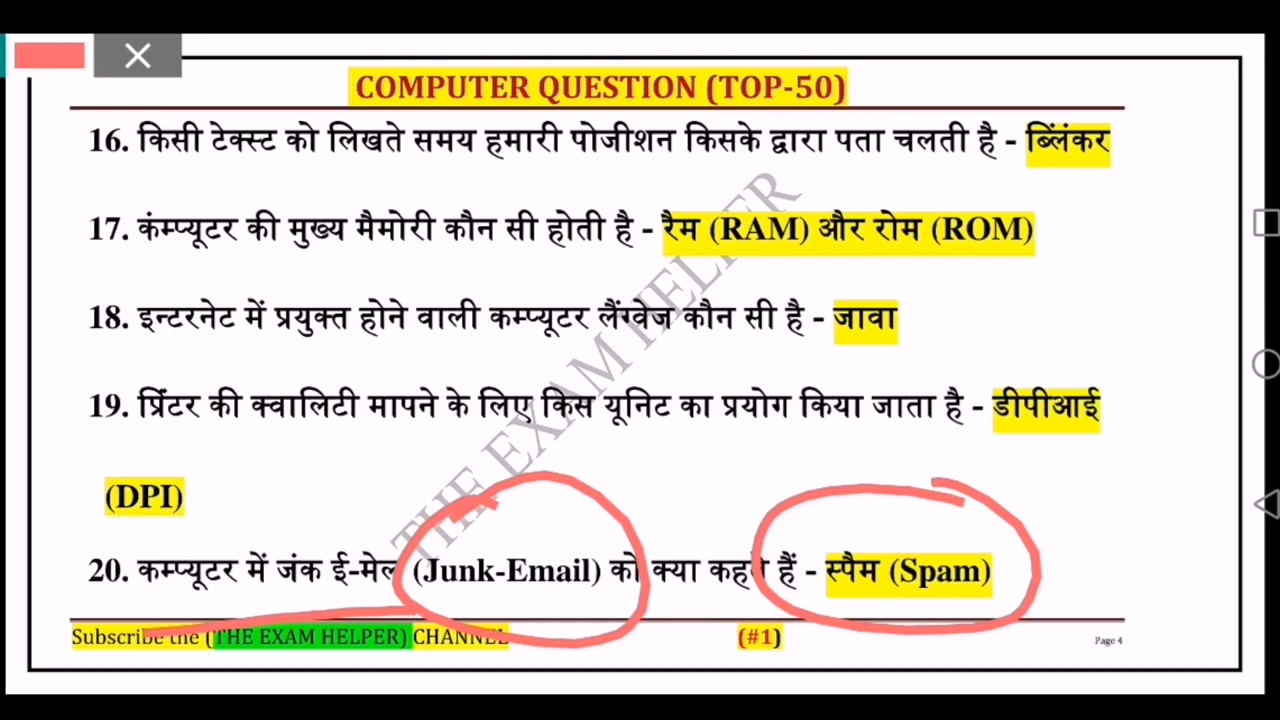 COMPUTER QUESTION (TOP-50)
16. किसी टेक्स्ट को लिखते समय हमारी पोजीशन किसके द्वारा पता चलती है - ब्लिंकर
17. कंम्प्यूटर की मुख्य मैमोरी कौन सी होती है - रैम (RAM) और रोम (ROM)
18. इन्टरनेट में प्रयुक्त होने वाली कम्प्यूटर लैंग्वेज कौन सी है - जावा
19. प्रिंटर की क्वालिटी मापने के लिए किस यूनिट का प्रयोग किया जाता है - डीपीआई
(DPI)
20. कम्प्यूटर में जंक ई-मेल (Junk-Email) को क्या कहते हैं - स्पैम (Spam)
THE EXAM HELPER
Subscribe the (THE EXAM HELPER) CHANNEL (#1) Page 4